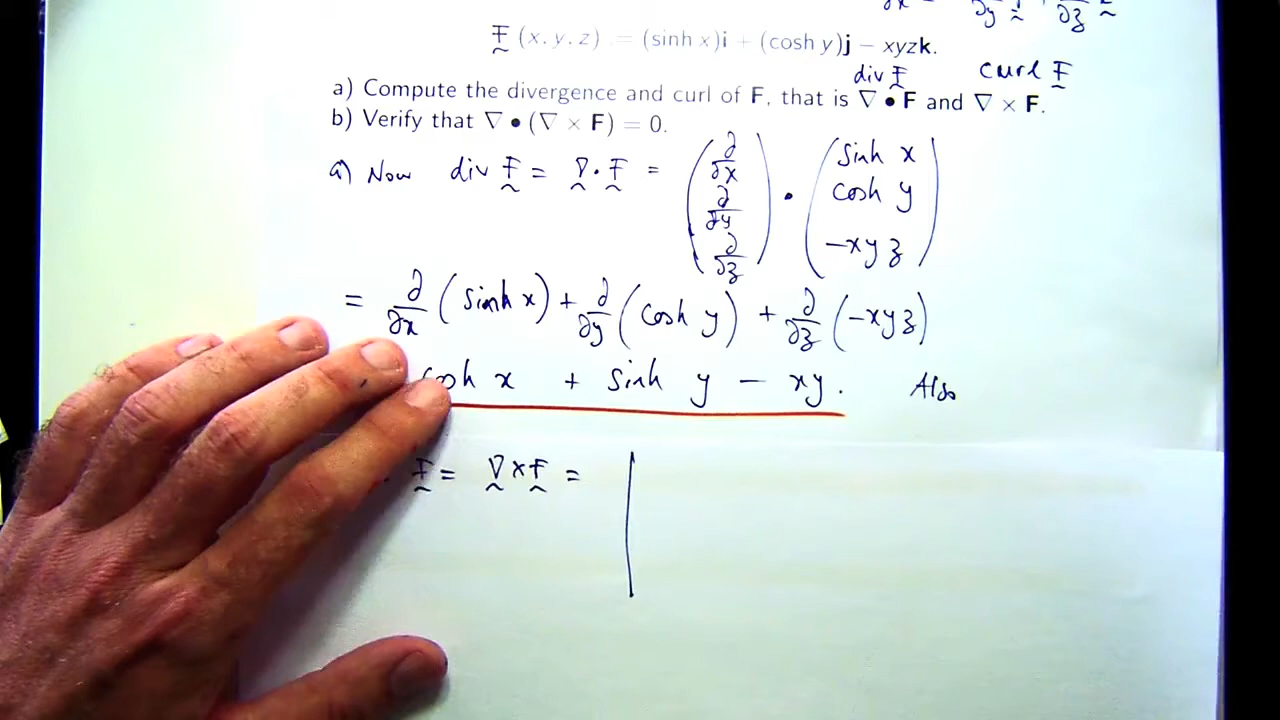 ∂x ∂y ∂z
F (x, y, z) = (sinh x)i + (cosh y)j − xyzk.
div F curl F
a) Compute the divergence and curl of F, that is ∇ • F and ∇ × F.
b) Verify that ∇ • (∇ × F) = 0.
a) Now div F = ∇ · F = (∂/∂x, ∂/∂y, ∂/∂z) · (sinh x, cosh y, −xyz)
= ∂/∂x (sinh x) + ∂/∂y (cosh y) + ∂/∂z (−xyz)
cosh x + sinh y − xy. Also
F = ∇ × F = |